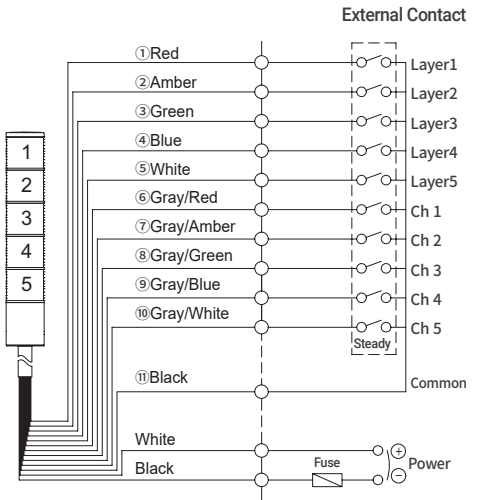 External Contact
①Red
Layer1
②Amber
Layer2
③Green
Layer3
④Blue
Layer4
⑤White
Layer5
⑥Gray/Red
Ch 1
⑦Gray/Amber
Ch 2
⑧Gray/Green
Ch 3
⑨Gray/Blue
Ch 4
⑩Gray/White
Ch 5
Steady
1
2
3
4
5
⑪Black
Common
White
Black
Fuse
+
Power
−